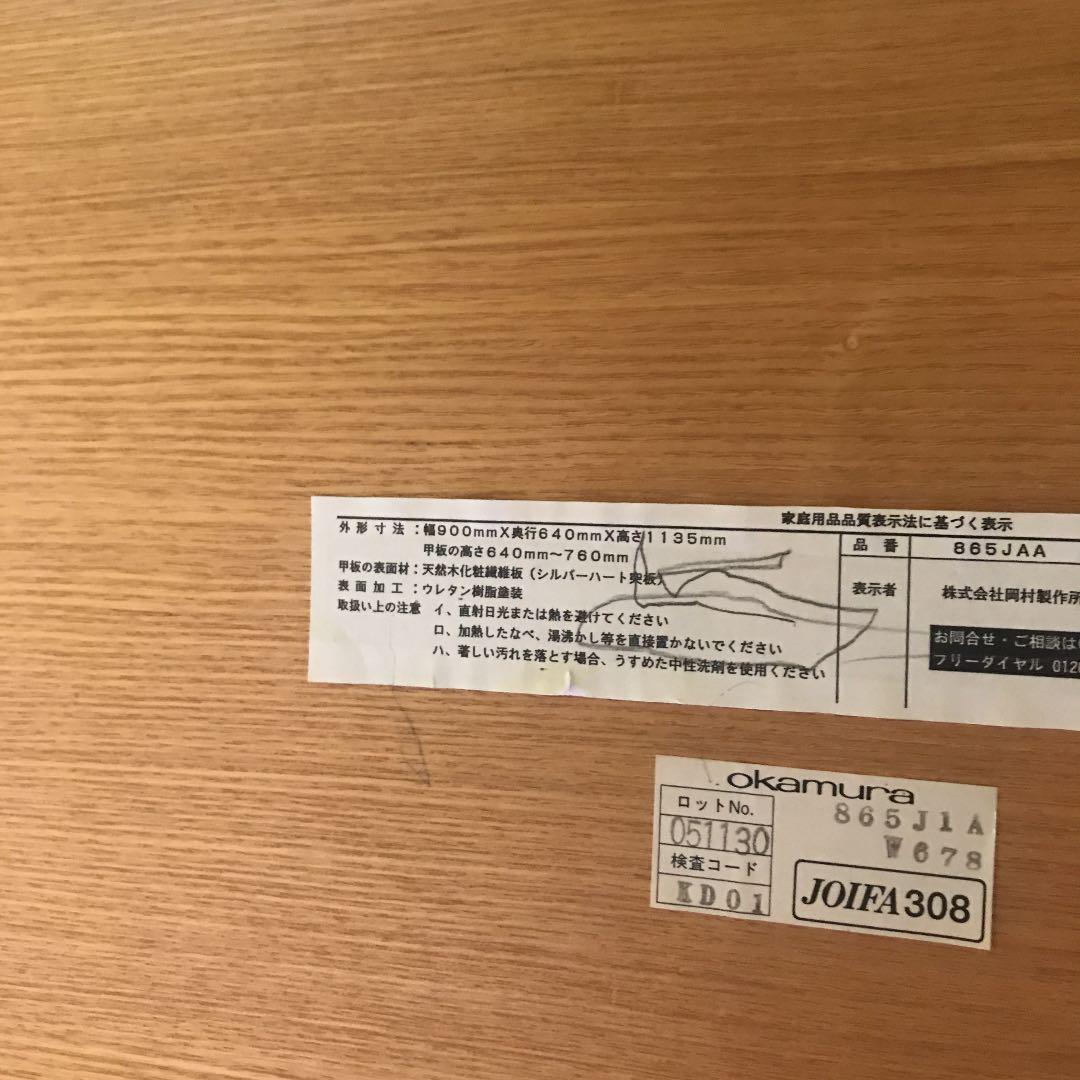 家庭用品品質表示法に基づく表示
外形寸法：幅900mmX奥行640mmX高さ1135mm
甲板の高さ640mm～760mm
甲板の表面材：天然木化粧繊維板（シルバーハート突板）
表面加工：ウレタン樹脂塗装
取扱い上の注意 イ、直射日光または熱を避けてください
ロ、加熱したなべ、湯沸かし等を直接置かないでください
ハ、著しい汚れを落とす場合、うすめた中性洗剤を使用ください
品番 865JAA
表示者 株式会社岡村製作所
お問合せ・ご相談は
フリーダイヤル 012
okamura
865J1A
W678
ロットNo.
051130
検査コード
KD01
JOIFA308